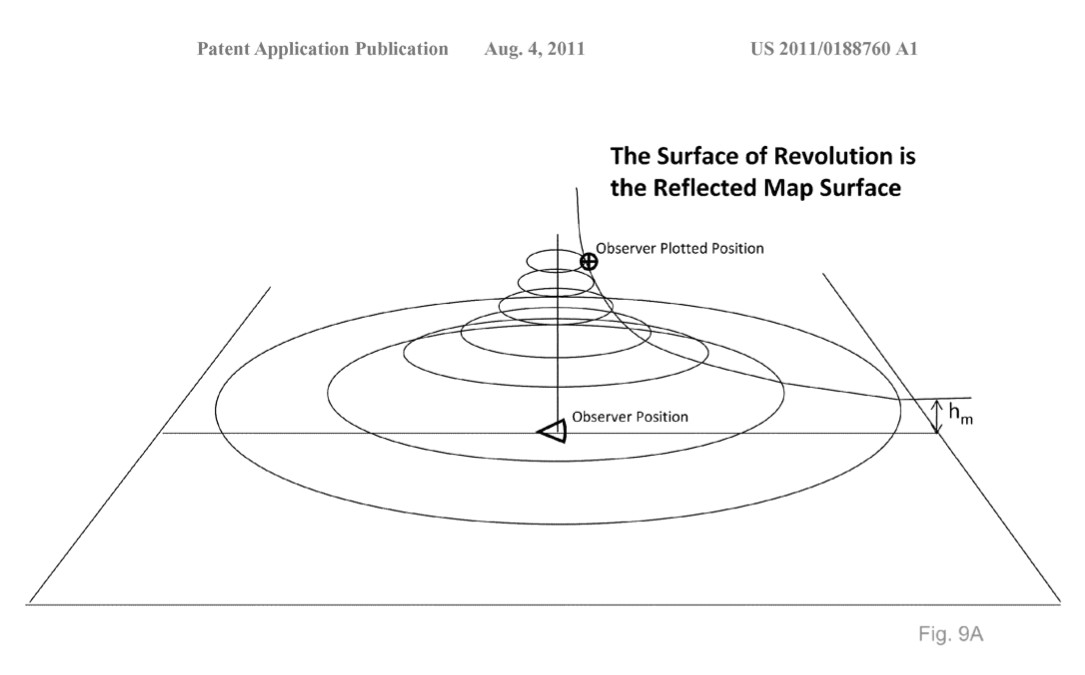 Patent Application Publication Aug. 4, 2011 US 2011/0188760 A1
The Surface of Revolution is
the Reflected Map Surface
Observer Plotted Position
Observer Position
hm
Fig. 9A